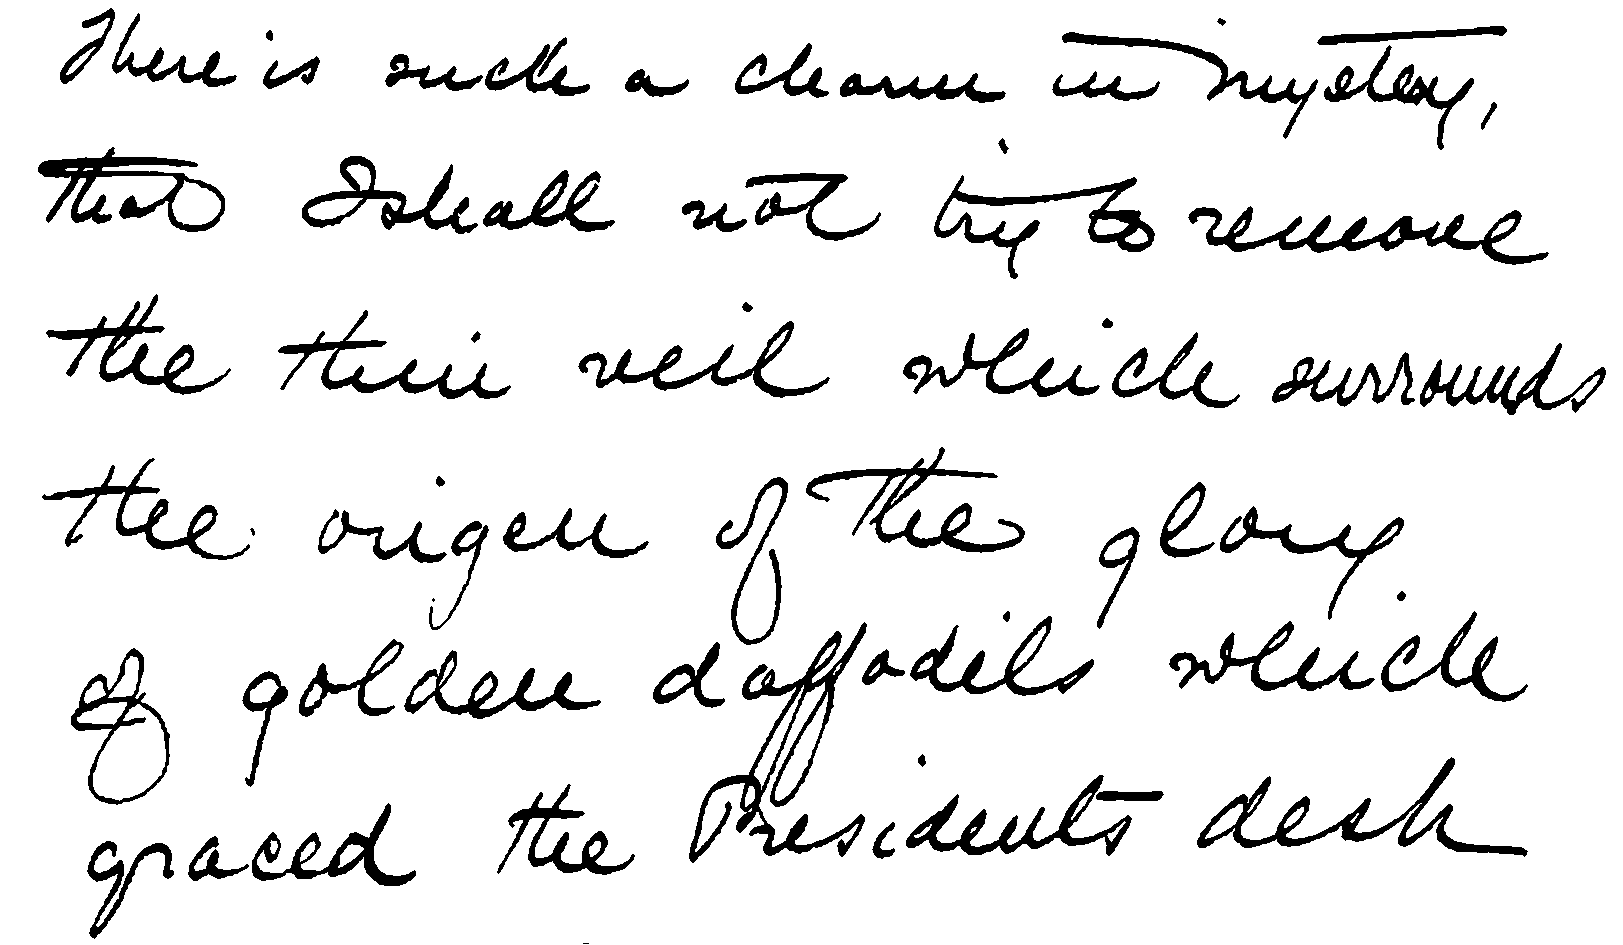 There is such a charm in mystery,
that I shall not try to remove
the thin veil which surrounds
the origen of the glory
of golden daffodils which
graced the Presidents desk